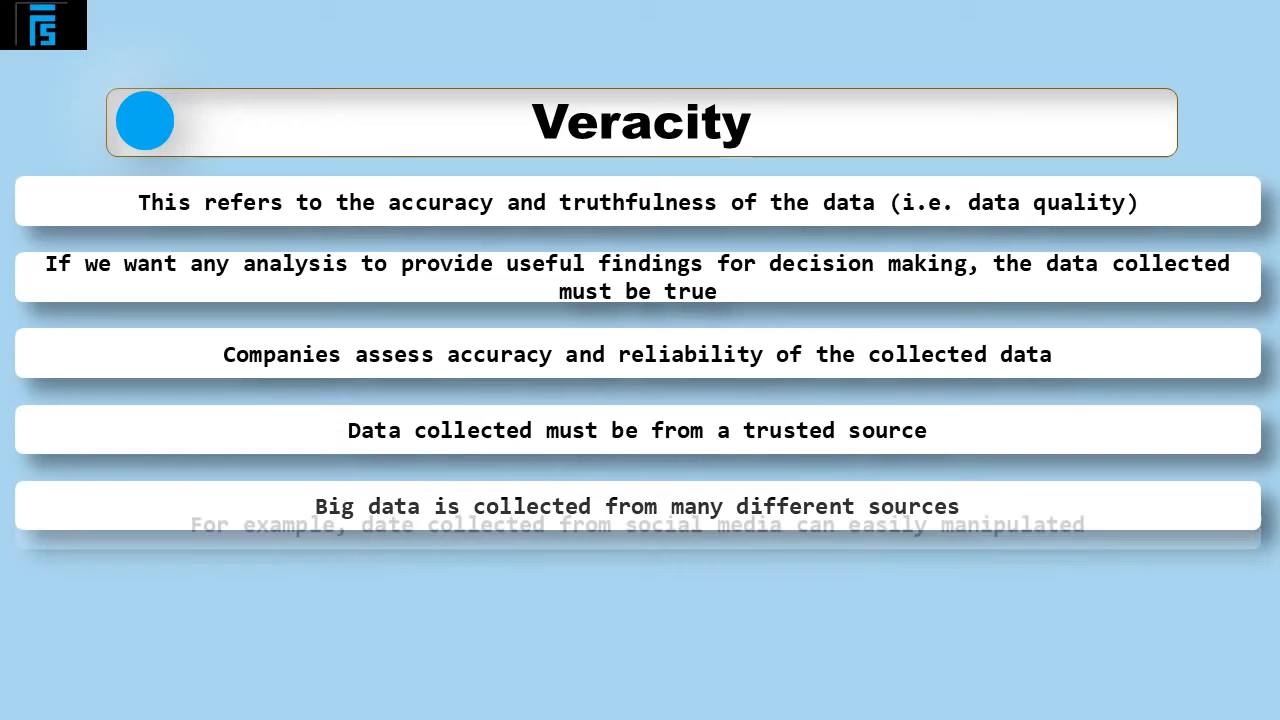 FS
Veracity
This refers to the accuracy and truthfulness of the data (i.e. data quality)
If we want any analysis to provide useful findings for decision making, the data collected
must be true
Companies assess accuracy and reliability of the collected data
Data collected must be from a trusted source
Big data is collected from many different sources
For example, date collected from social media can easily manipulated